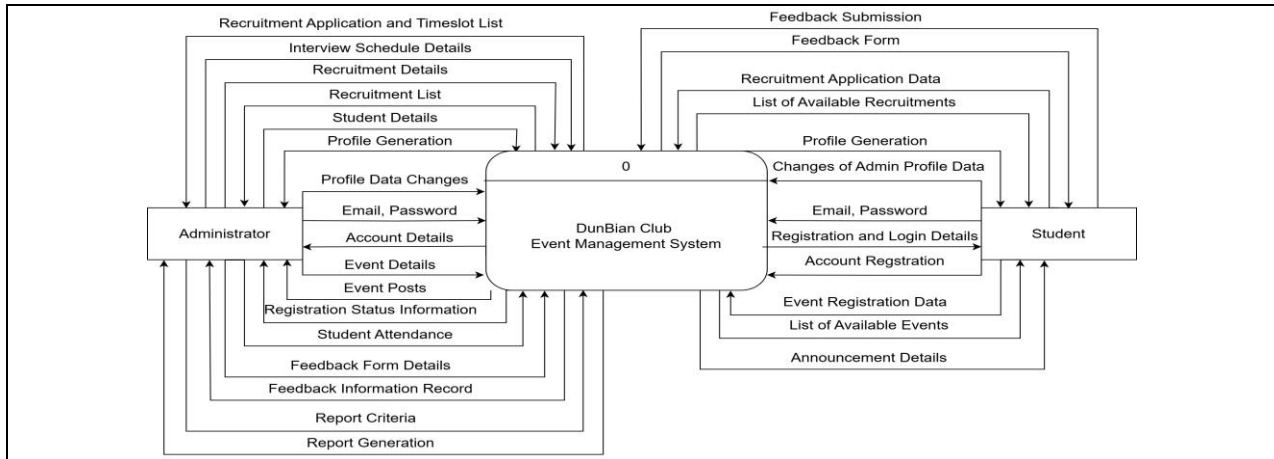 Recruitment Application and Timeslot List
Interview Schedule Details
Recruitment Details
Recruitment List
Student Details
Profile Generation
Profile Data Changes
Email, Password
Account Details
Event Details
Event Posts
Registration Status Information
Student Attendance
Feedback Form Details
Feedback Information Record
Report Criteria
Report Generation
Administrator
0
DunBian Club
Event Management System
Feedback Submission
Feedback Form
Recruitment Application Data
List of Available Recruitments
Profile Generation
Changes of Admin Profile Data
Email, Password
Registration and Login Details
Account Regstration
Event Registration Data
List of Available Events
Announcement Details
Student